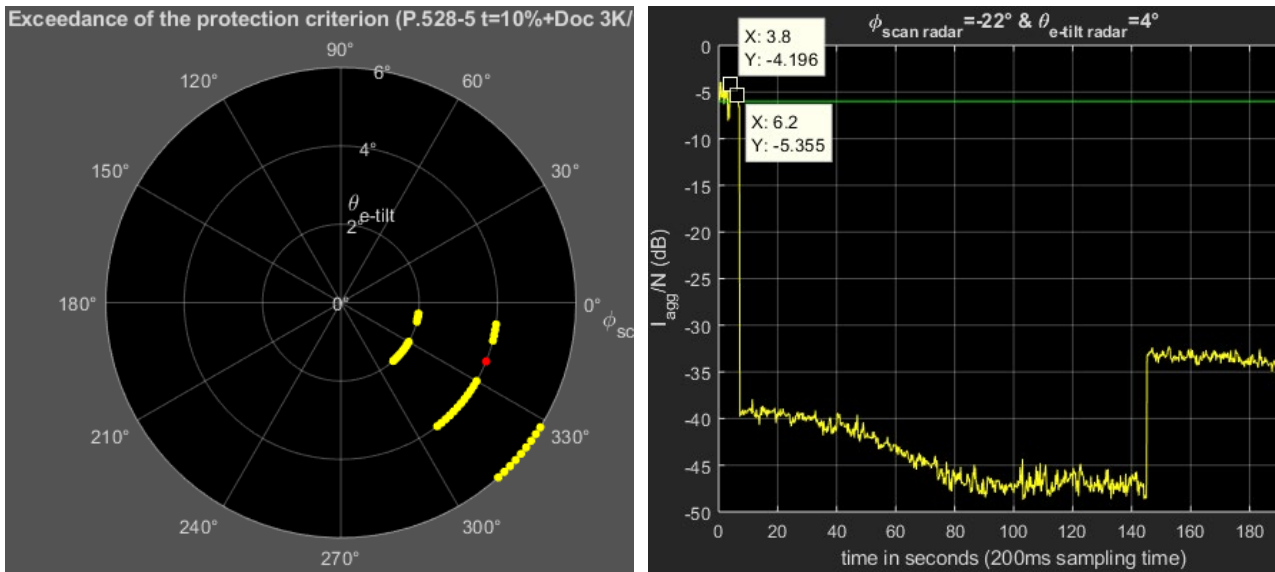 Exceedance of the protection criterion (P.528-5 t=10%+Doc 3K/
90°
120°
60°
6°
4°
150°
30°
θe-tilt
2°
180°
0°
0°
ϕsc
210°
330°
240°
300°
270°
ϕscan radar=-22° & θe-tilt radar=4°
X: 3.8
Y: -4.196
X: 6.2
Y: -5.355
0
-5
-10
-15
-20
-25
-30
-35
-40
-45
-50
Iagg/N (dB)
0 20 40 60 80 100 120 140 160 180
time in seconds (200ms sampling time)